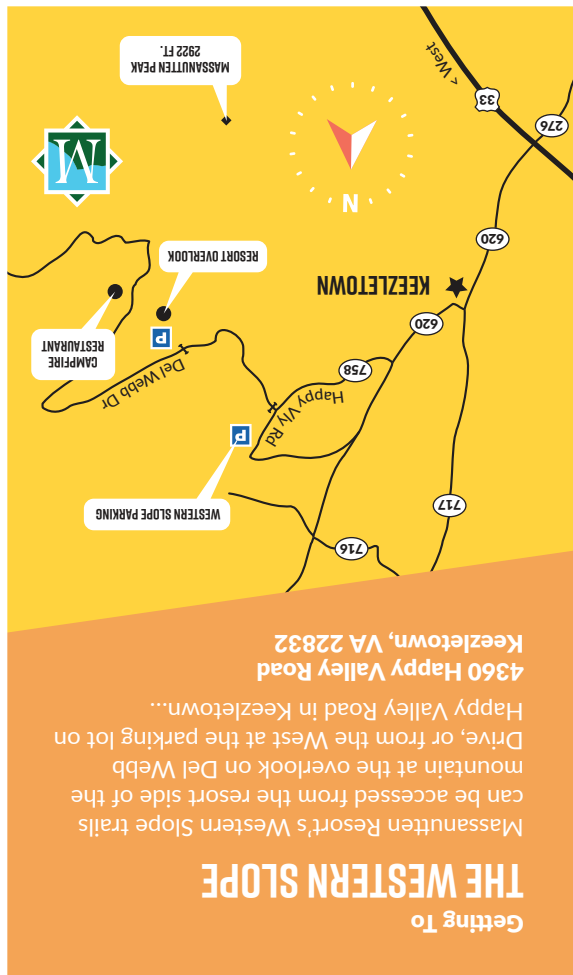 Getting To
THE WESTERN SLOPE
Massanutten Resort's Western Slope trails
can be accessed from the resort side of the
mountain at the overlook on Del Webb
Drive, or from the West at the parking lot on
Happy Valley Road in Keezletown...
4360 Happy Valley Road
Keezletown, VA 22832
716
WESTERN SLOPE PARKING
717
P
Happy Vly Rd
758
Del Webb Dr
CAMPFIRE
RESTAURANT
P
620
KEEZLETOWN
RESORT OVERLOOK
620
N
M
276
33
< West
MASSANUTTEN PEAK
2922 FT.